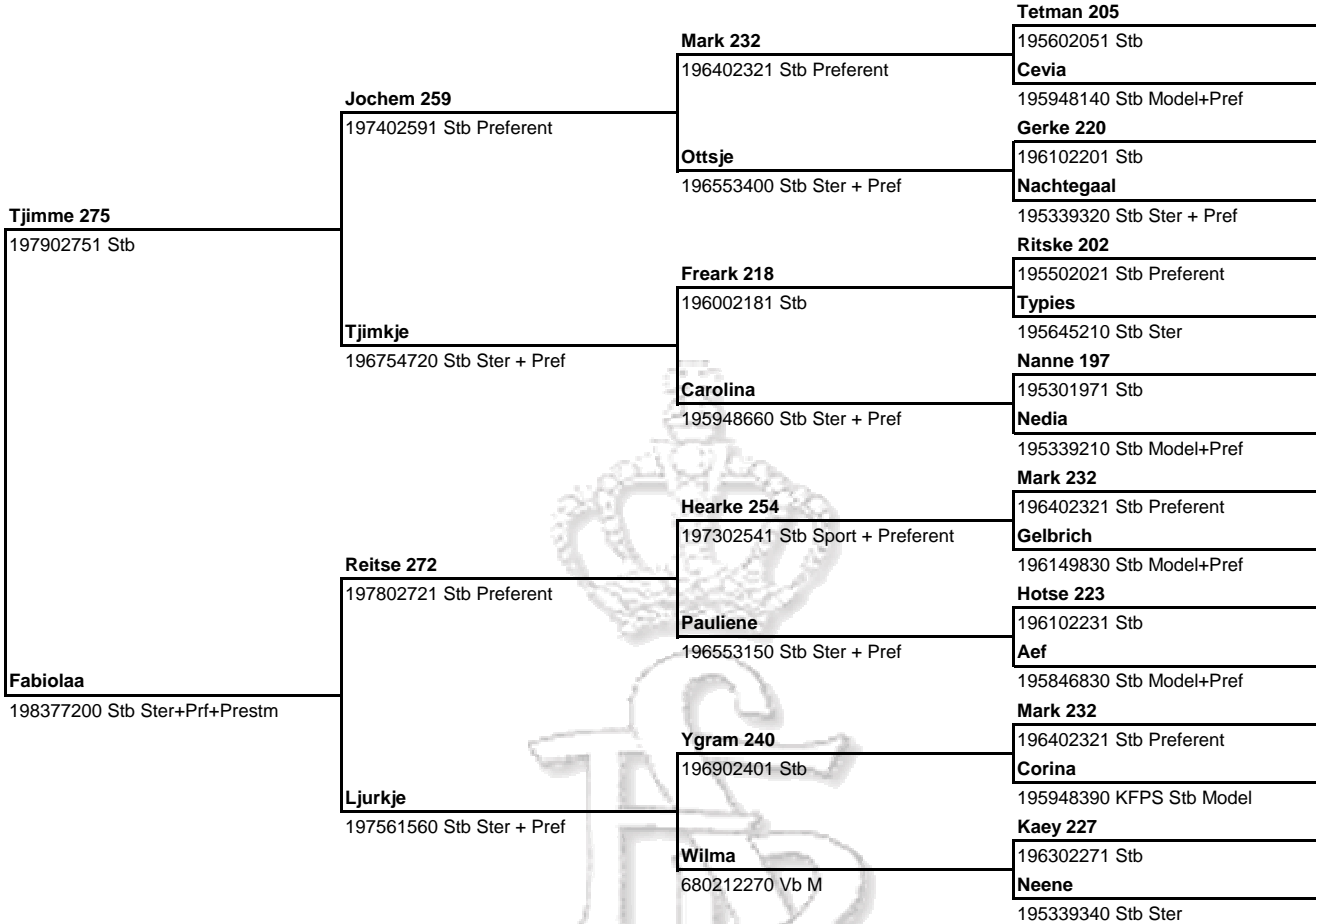 Tjimme 275
197902751 Stb
Jochem 259
197402591 Stb Preferent
Mark 232
196402321 Stb Preferent
Tetman 205
195602051 Stb
Cevia
195948140 Stb Model+Pref
Ottsje
196553400 Stb Ster + Pref
Gerke 220
196102201 Stb
Nachtegaal
195339320 Stb Ster + Pref
Tjimkje
196754720 Stb Ster + Pref
Freark 218
196002181 Stb
Ritske 202
195502021 Stb Preferent
Typies
195645210 Stb Ster
Carolina
195948660 Stb Ster + Pref
Nanne 197
195301971 Stb
Nedia
195339210 Stb Model+Pref
Fabiolaa
198377200 Stb Ster+Prf+Prestm
Reitse 272
197802721 Stb Preferent
Hearke 254
197302541 Stb Sport + Preferent
Mark 232
196402321 Stb Preferent
Gelbrich
196149830 Stb Model+Pref
Pauliene
196553150 Stb Ster + Pref
Hotse 223
196102231 Stb
Aef
195846830 Stb Model+Pref
Ljurkje
197561560 Stb Ster + Pref
Ygram 240
196902401 Stb
Mark 232
196402321 Stb Preferent
Corina
195948390 KFPS Stb Model
Wilma
680212270 Vb M
Kaey 227
196302271 Stb
Neene
195339340 Stb Ster